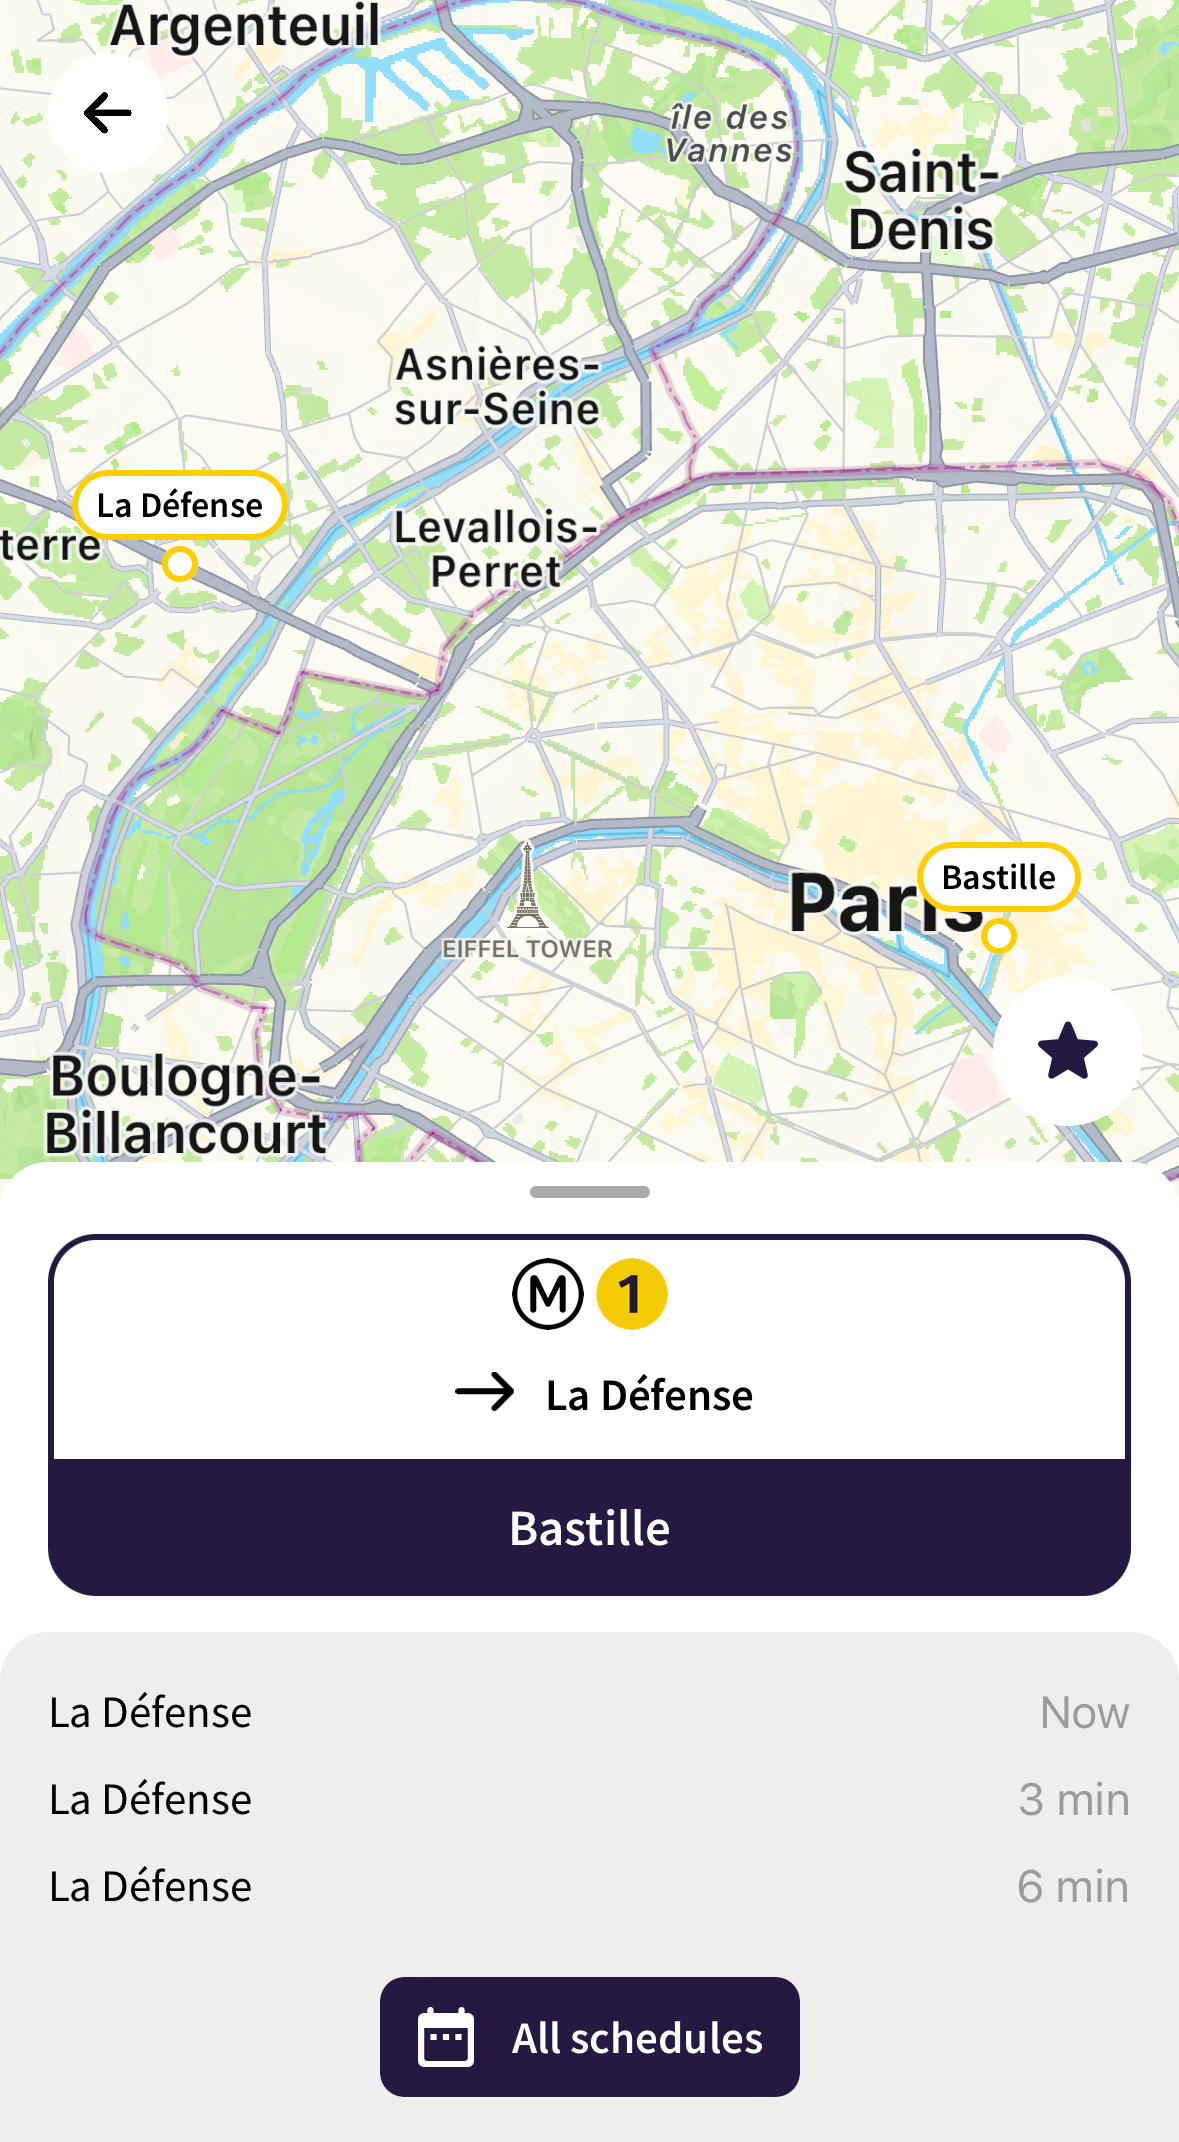 Argenteuil
île des
Vannes
Saint-
Denis
Asnières-
sur-Seine
La Défense
terre
Levallois-
Perret
Bastille
Paris
EIFFEL TOWER
Boulogne-
Billancourt
M 1
→ La Défense
Bastille
La Défense Now
La Défense 3 min
La Défense 6 min
All schedules